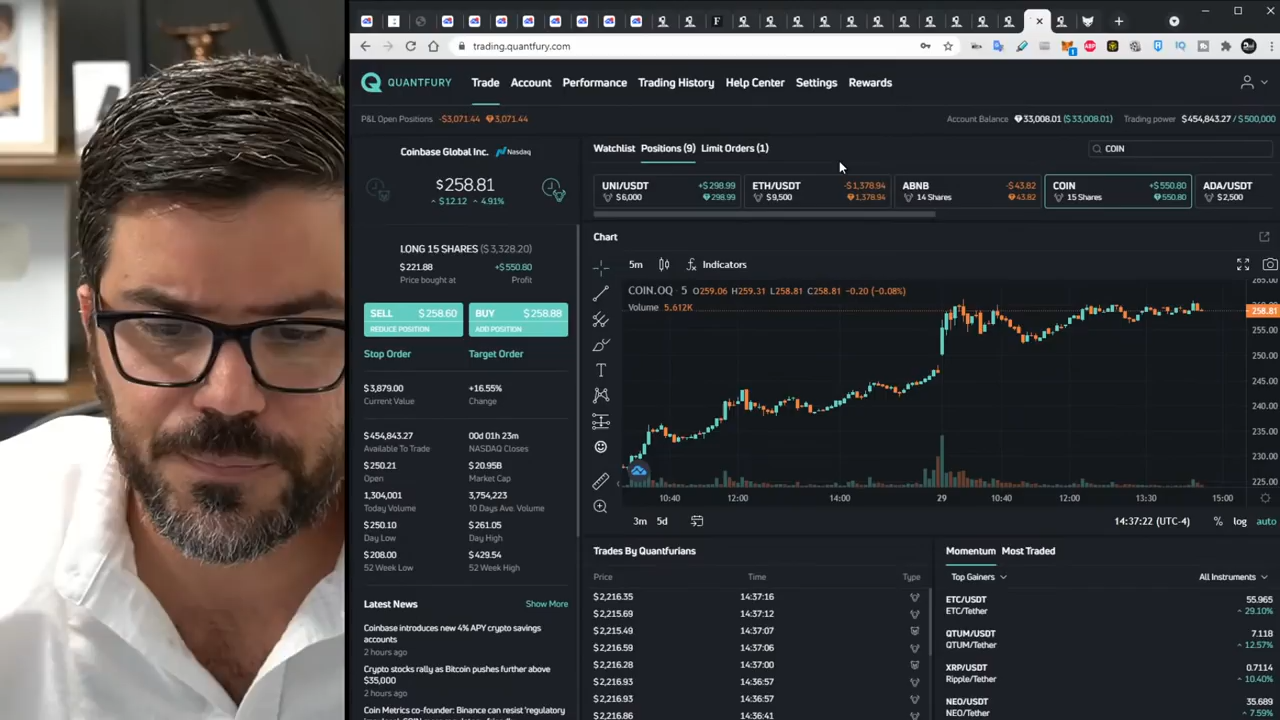 trading.quantfury.com
QUANTFURY
Trade Account Performance Trading History Help Center Settings Rewards
P&L Open Positions -$3,071.44 3,071.44
Account Balance 33,008.01 ($33,008.01) Trading power $454,843.27 / $500,000
Coinbase Global Inc. Nasdaq
$258.81
$12.12 4.91%
LONG 15 SHARES ($3,328.20)
$221.88 +$550.80
Price bought at Profit
SELL $258.60 BUY $258.88
REDUCE POSITION ADD POSITION
Stop Order Target Order
$3,879.00 +16.55%
Current Value Change
$454,843.27 00d 01h 23m
Available To Trade NASDAQ Closes
$250.21 $20.95B
Open Market Cap
1,304,001 3,754,223
Today Volume 10 Days Ave. Volume
$250.10 $261.05
Day Low Day High
$208.00 $429.54
52 Week Low 52 Week High
Latest News Show More
Coinbase introduces new 4% APY crypto savings
accounts
2 hours ago
Crypto stocks rally as Bitcoin pushes further above
$35,000
2 hours ago
Coin Metrics co-founder: Binance can resist 'regulatory
Watchlist Positions (9) Limit Orders (1)
COIN
UNI/USDT +$298.99
$6,000 298.99
ETH/USDT -$1,378.94
$9,500 1,378.94
ABNB -$43.82
14 Shares 43.82
COIN +$550.80
15 Shares 550.80
ADA/USDT
$2,500
Chart
5m Indicators
COIN.OQ 5 O259.06 H259.31 L258.81 C258.81 -0.20 (-0.08%)
Volume 5.612K
258.81
255.00
250.00
245.00
240.00
235.00
230.00
225.00
10:40 12:00 14:00 29 10:40 12:00 13:30 15:00
3m 5d
14:37:22 (UTC-4) % log auto
Trades By Quantfurians
Price Time Type
$2,216.35 14:37:16
$2,215.69 14:37:12
$2,215.49 14:37:07
$2,216.59 14:37:06
$2,216.28 14:37:00
$2,216.93 14:36:57
$2,216.93 14:36:57
$2,216.86 14:36:41
Momentum Most Traded
Top Gainers All Instruments
ETC/USDT 55.965
ETC/Tether 29.10%
QTUM/USDT 7.118
QTUM/Tether 12.57%
XRP/USDT 0.7114
Ripple/Tether 10.40%
NEO/USDT 35.689
NEO/Tether 7.59%